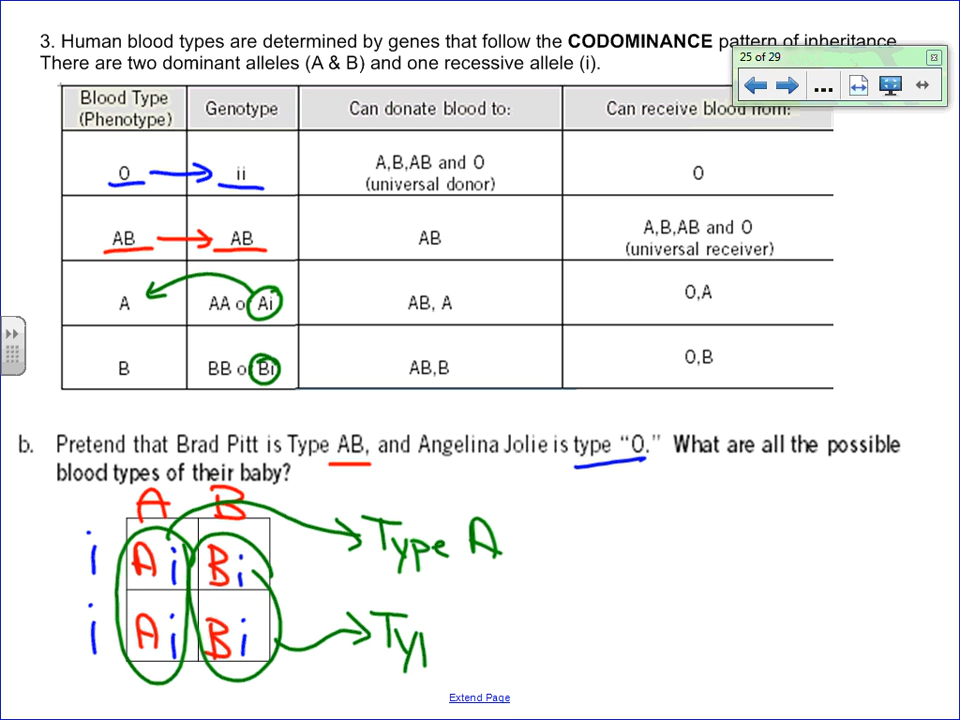 3. Human blood types are determined by genes that follow the CODOMINANCE pattern of inheritance
There are two dominant alleles (A & B) and one recessive allele (i).
25 of 29
Blood Type (Phenotype) Genotype Can donate blood to: Can receive blood from:
O ii A,B,AB and O (universal donor) O
AB AB AB A,B,AB and O (universal receiver)
A AA o Ai AB, A O,A
B BB o Bi AB,B O,B
b. Pretend that Brad Pitt is Type AB, and Angelina Jolie is type “O.” What are all the possible
blood types of their baby?
A B
i Ai Bi Type A
i Ai Bi Ty
Extend Page